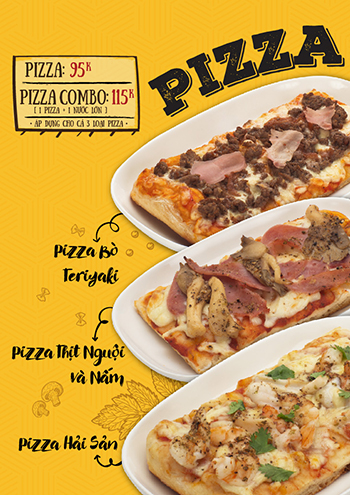 PIZZA
PIZZA: 95K
PIZZA COMBO: 115K
[ 1 PIZZA + 1 NƯỚC LON ]
• ÁP DỤNG CHO CẢ 3 LOẠI PIZZA •
Pizza Bò
Teriyaki
Pizza Thịt Nguội
và Nấm
Pizza Hải Sản